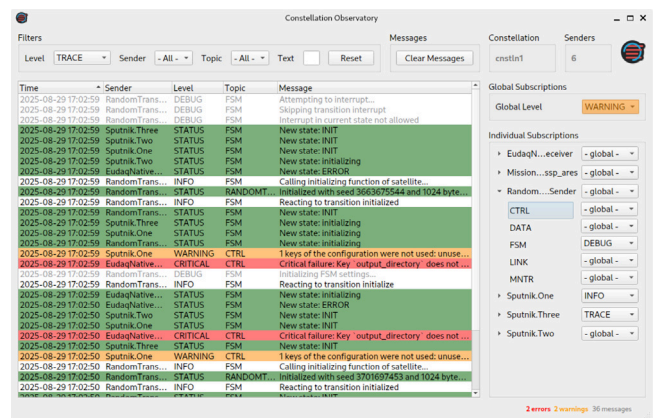 Constellation Observatory
Filters
Level TRACE Sender - All - Topic - All - Text Reset
Messages
Clear Messages
Constellation
cnstln1
Senders
6
Time Sender Level Topic Message
2025-08-29 17:02:59 RandomTrans... DEBUG FSM Attempting to interrupt...
2025-08-29 17:02:59 RandomTrans... DEBUG FSM Skipping transition interrupt
2025-08-29 17:02:59 RandomTrans... DEBUG FSM Interrupt in current state not allowed
2025-08-29 17:02:59 Sputnik.Three STATUS FSM New state: INIT
2025-08-29 17:02:59 Sputnik.Two STATUS FSM New state: INIT
2025-08-29 17:02:59 Sputnik.One STATUS FSM New state: INIT
2025-08-29 17:02:59 Sputnik.Two STATUS FSM New state: initializing
2025-08-29 17:02:59 EudaqNative... STATUS FSM New state: ERROR
2025-08-29 17:02:59 RandomTrans... INFO FSM Calling initializing function of satellite...
2025-08-29 17:02:59 RandomTrans... STATUS RANDOMT... Initialized with seed 3663675544 and 1024 byte...
2025-08-29 17:02:59 RandomTrans... INFO FSM Reacting to transition initialized
2025-08-29 17:02:59 RandomTrans... STATUS FSM New state: INIT
2025-08-29 17:02:59 Sputnik.Three STATUS FSM New state: initializing
2025-08-29 17:02:59 Sputnik.One STATUS FSM New state: initializing
2025-08-29 17:02:59 RandomTrans... STATUS FSM New state: initializing
2025-08-29 17:02:59 Sputnik.One WARNING CTRL 1 keys of the configuration were not used: unuse...
2025-08-29 17:02:59 EudaqNative... CRITICAL CTRL Critical failure: Key `output_directory` does not ...
2025-08-29 17:02:59 RandomTrans... DEBUG FSM Initializing FSM settings...
2025-08-29 17:02:59 RandomTrans... INFO FSM Reacting to transition initialize
2025-08-29 17:02:59 EudaqNative... STATUS FSM New state: initializing
2025-08-29 17:02:50 EudaqNative... STATUS FSM New state: ERROR
2025-08-29 17:02:50 Sputnik.Two STATUS FSM New state: INIT
2025-08-29 17:02:50 Sputnik.One STATUS FSM New state: INIT
2025-08-29 17:02:50 EudaqNative... CRITICAL CTRL Critical failure: Key `output_directory` does not ...
2025-08-29 17:02:50 Sputnik.Three STATUS FSM New state: INIT
2025-08-29 17:02:50 Sputnik.One WARNING CTRL 1 keys of the configuration were not used: unuse...
2025-08-29 17:02:50 RandomTrans... INFO FSM Calling initializing function of satellite...
2025-08-29 17:02:50 RandomTrans... STATUS RANDOMT... Initialized with seed 3701697453 and 1024 byte...
2025-08-29 17:02:50 RandomTrans... INFO FSM Reacting to transition initialized
Global Subscriptions
Global Level WARNING
Individual Subscriptions
EudaqN...eceiver - global -
Mission....ssp_ares - global -
Random....Sender - global -
CTRL - global -
DATA - global -
FSM DEBUG
LINK - global -
MNTR - global -
Sputnik.One INFO
Sputnik.Three TRACE
Sputnik.Two - global -
2 errors 2 warnings 36 messages